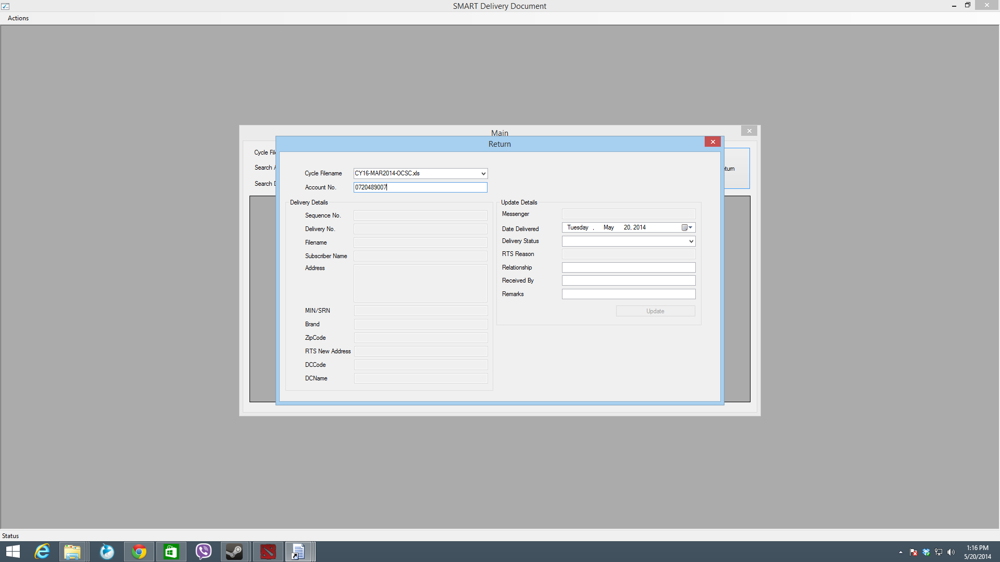 SMART Delivery Document
Actions
Main
Return
Cycle Fil
Search
Search
turn
Cycle Filename CY16-MAR2014-OCSC.xls
Account No. 0720489007
Delivery Details
Sequence No.
Delivery No.
Filename
Subscriber Name
Address
MIN/SRN
Brand
ZipCode
RTS New Address
DCCode
DCName
Update Details
Messenger
Date Delivered Tuesday , May 20, 2014
Delivery Status
RTS Reason
Relationship
Received By
Remarks
Update
Status
1:16 PM
5/20/2014